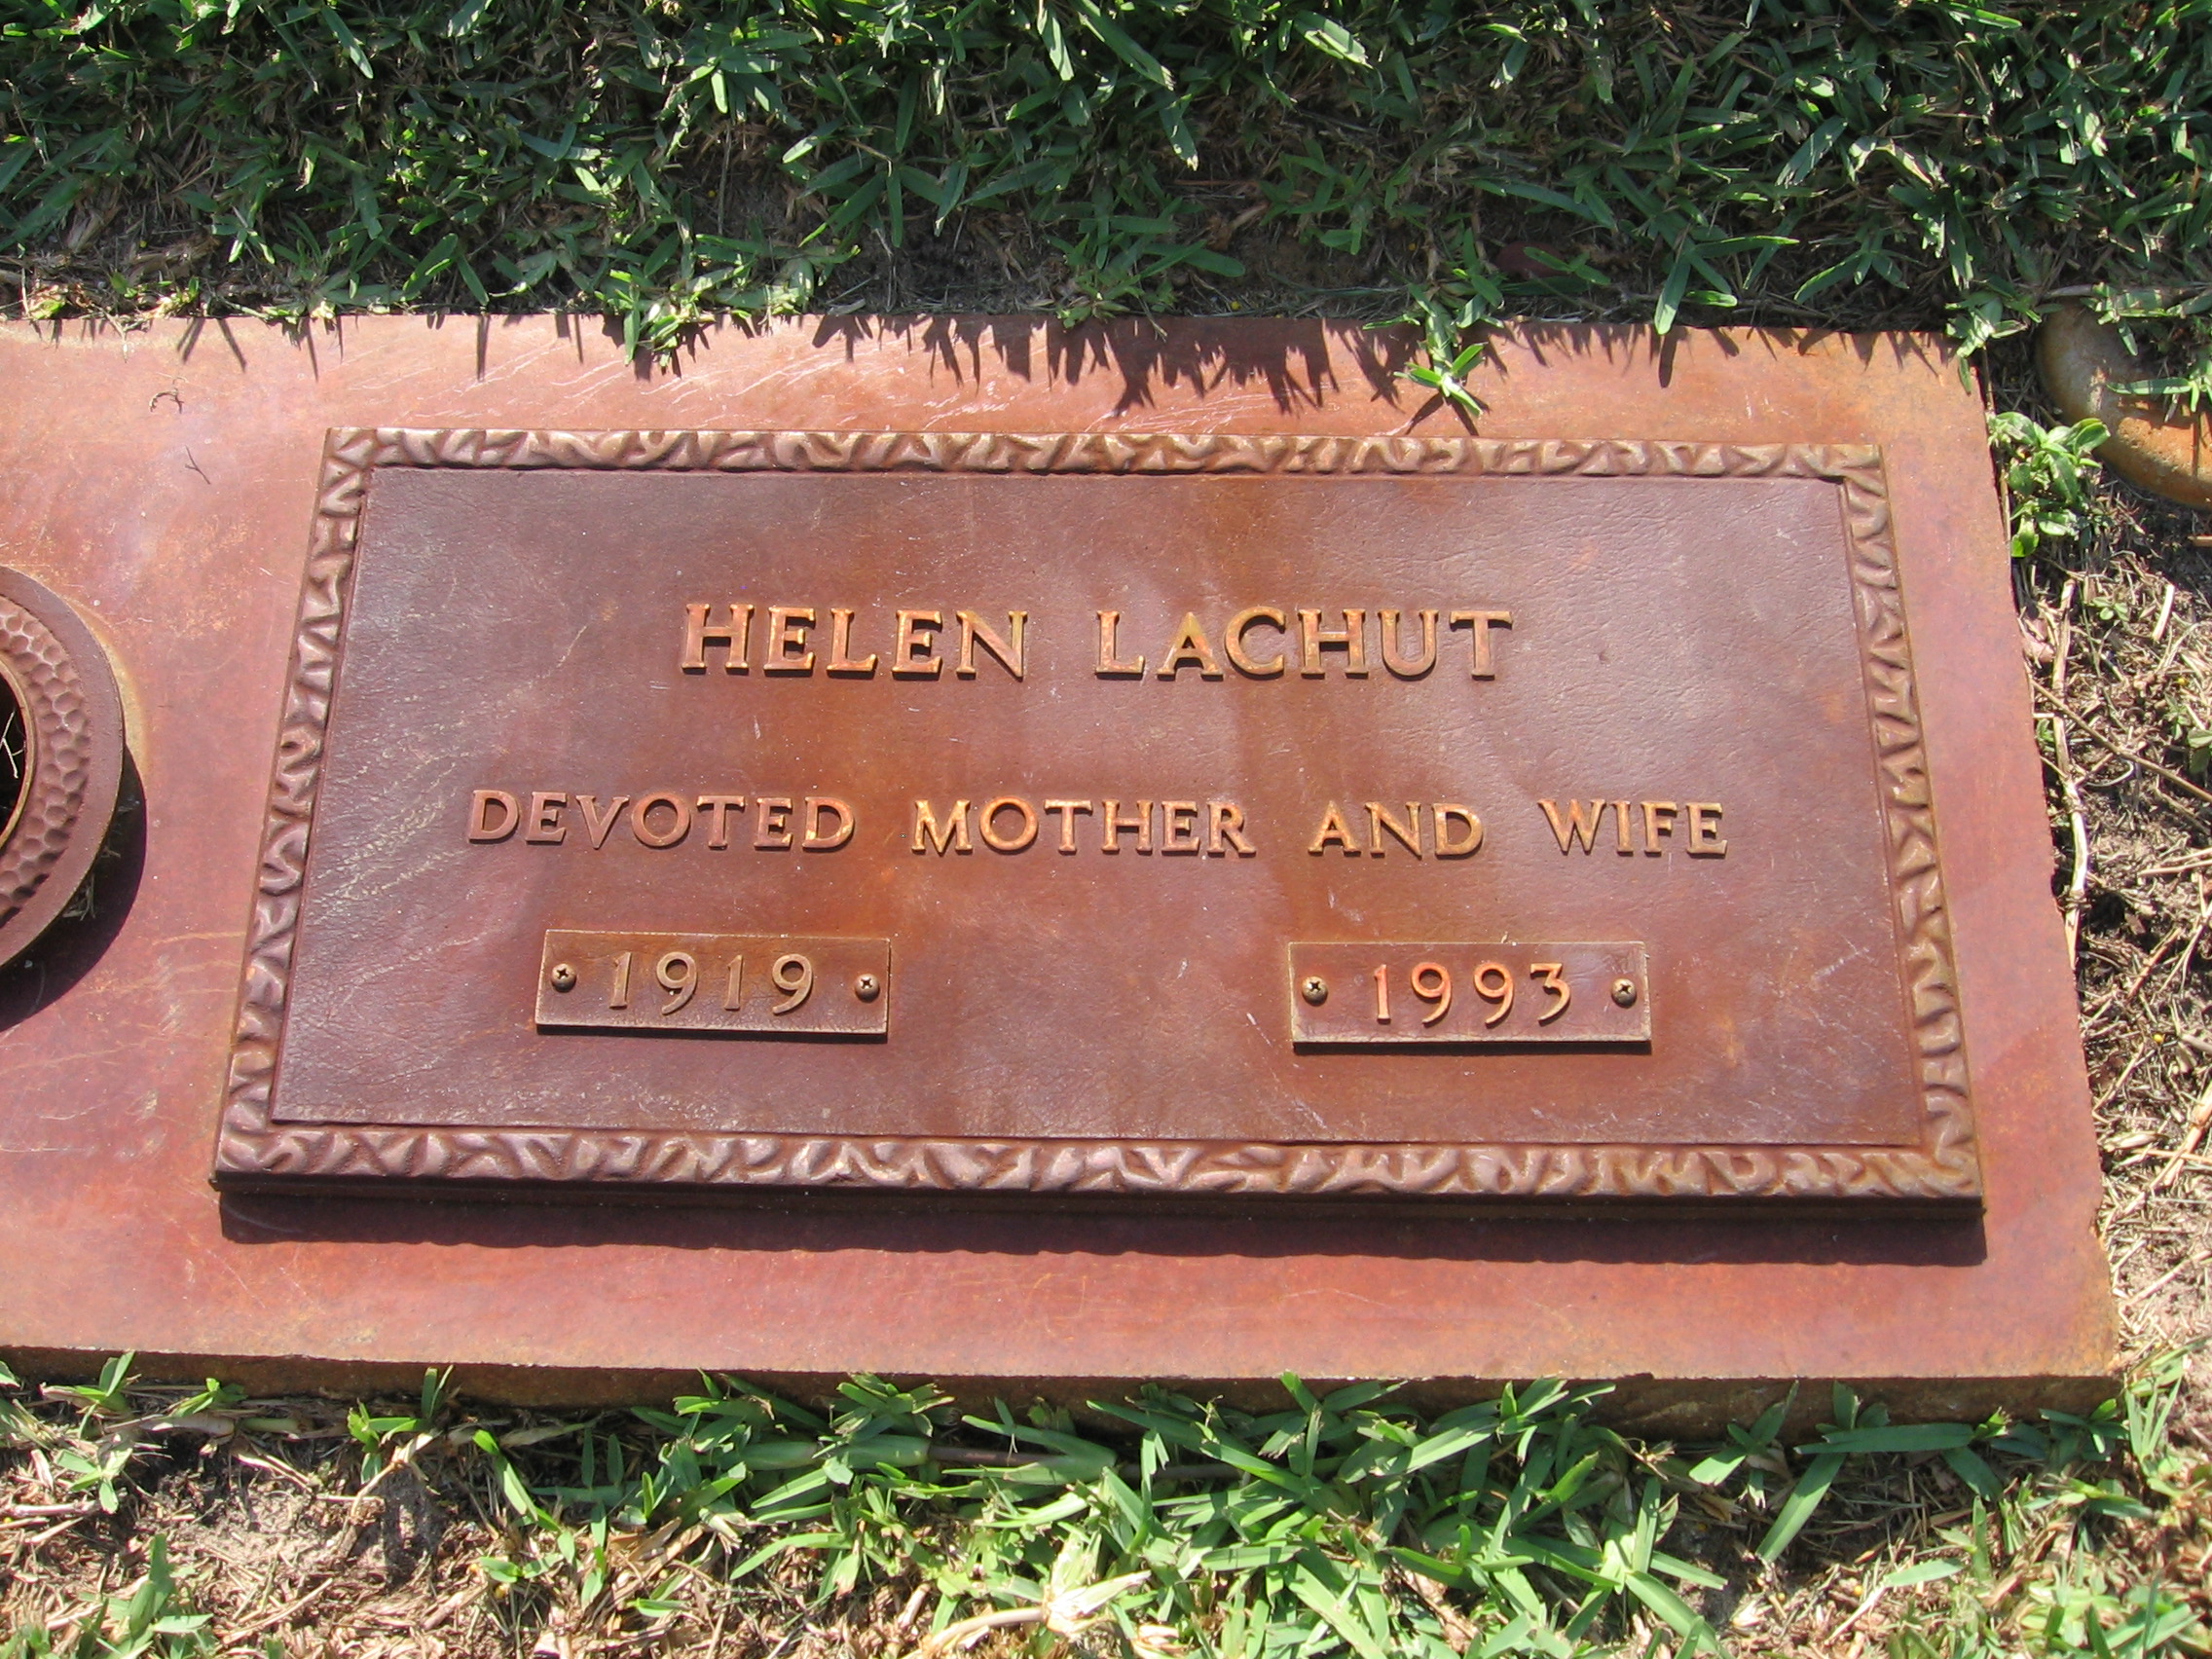 HELEN LACHUT
DEVOTED MOTHER AND WIFE
1919 1993